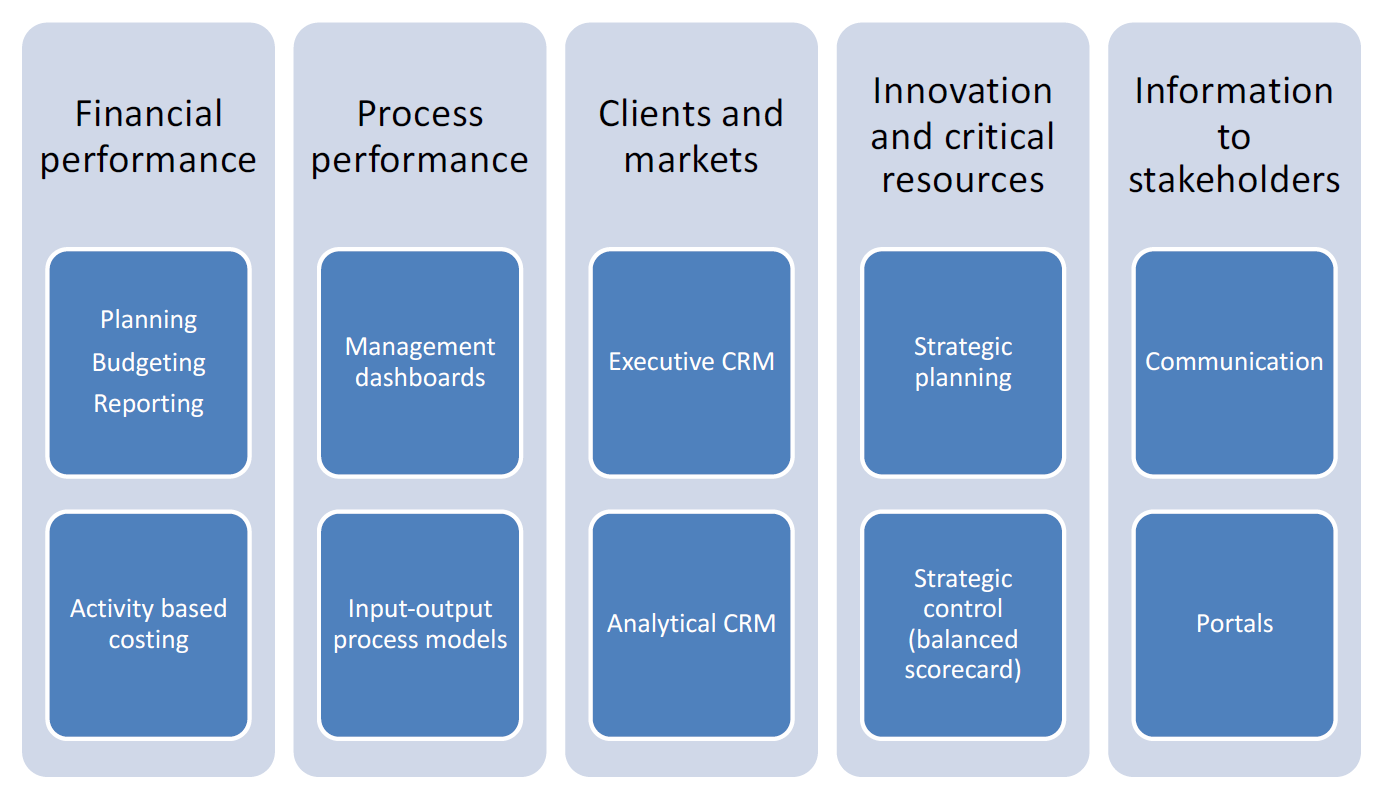 Financial
performance
Planning
Budgeting
Reporting
Activity based
costing
Process
performance
Management
dashboards
Input-output
process models
Clients and
markets
Executive CRM
Analytical CRM
Innovation
and critical
resources
Strategic
planning
Strategic
control
(balanced
scorecard)
Information
to
stakeholders
Communication
Portals